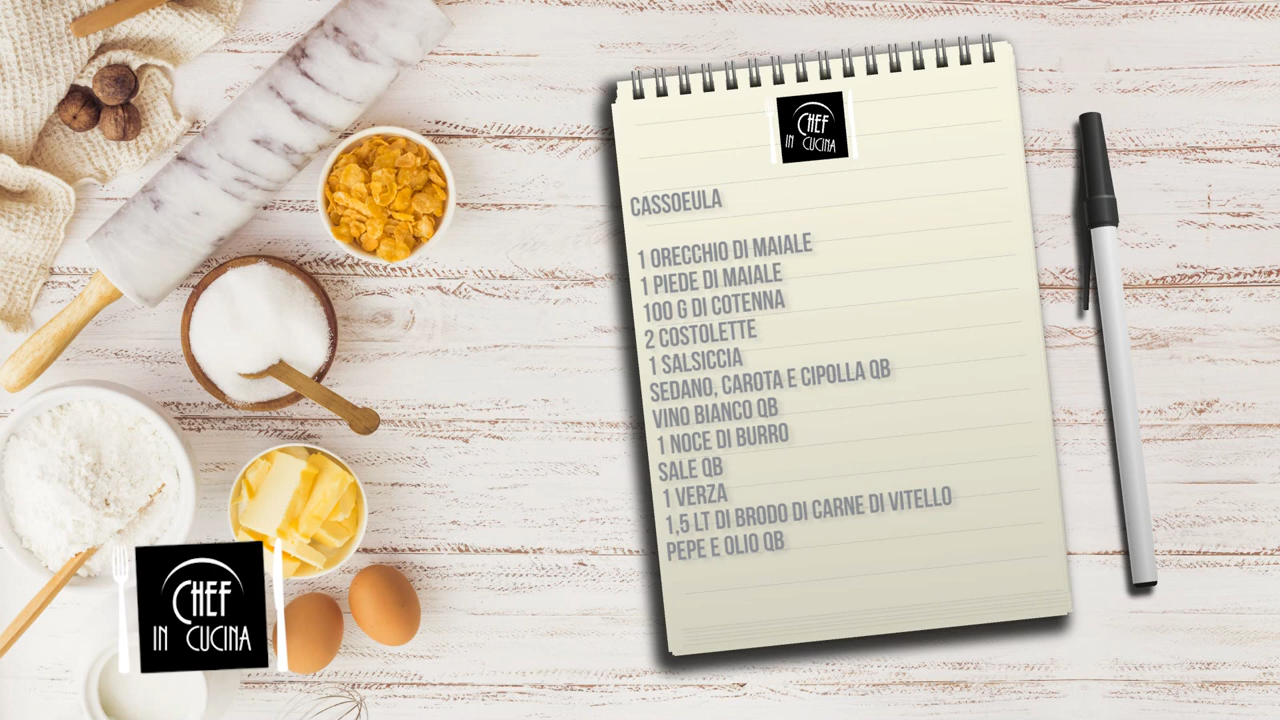 CHEF
IN CUCINA
CASSOEULA
1 ORECCHIO DI MAIALE
1 PIEDE DI MAIALE
100 G DI COTENNA
2 COSTOLETTE
1 SALSICCIA
SEDANO, CAROTA E CIPOLLA QB
VINO BIANCO QB
1 NOCE DI BURRO
SALE QB
1 VERZA
1,5 LT DI BRODO DI CARNE DI VITELLO
PEPE E OLIO QB
CHEF
IN CUCINA